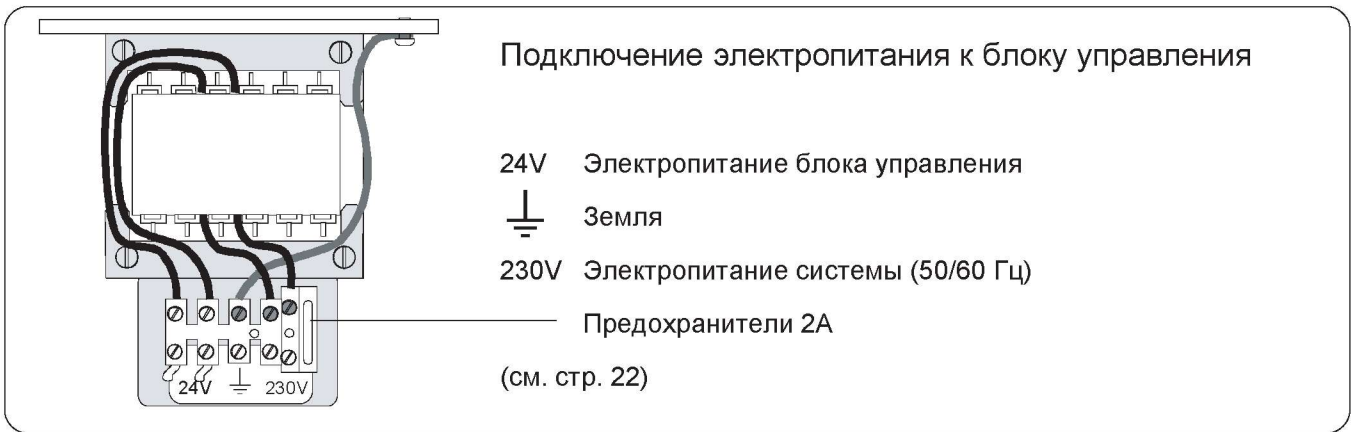 Подключение электропитания к блоку управления
24V Электропитание блока управления
Земля
230V Электропитание системы (50/60 Гц)
Предохранители 2А
(см. стр. 22)
24V 230V